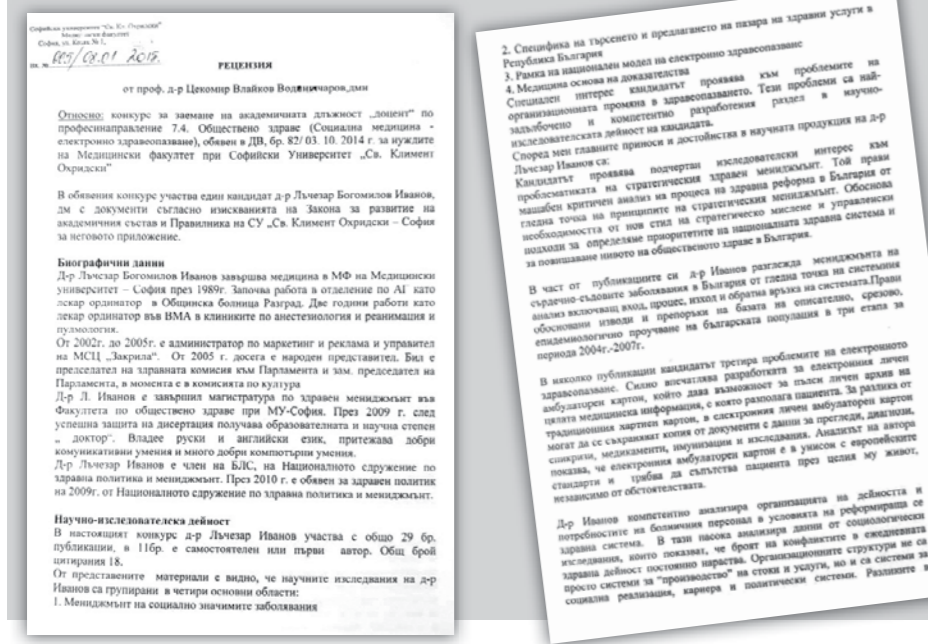 Софийски университет "Св. Кл. Охридски"
Медицински факултет
София, ул. Козяк № 1,
вх. № 005/08.01 2015.
РЕЦЕНЗИЯ
от проф. д-р Цекомир Влайков Воденичаров,дмн
Относно: конкурс за заемане на академичната длъжност „доцент" по
професинаправление 7.4. Обществено здраве (Социална медицина -
електронно здравеопазване), обявен в ДВ, бр. 82/ 03. 10. 2014 г за нуждите
на Медицински факултет при Софийски Университет „Св. Климент
Охридски"
В обявения конкурс участва един кандидат д-р Лъчезар Богомилов Иванов,
дм с документи съгласно изискванията на Закона за развитие на
академичния състав и Правилника на СУ „Св. Климент Охридски – София
за неговото приложение.
Биографични данни
Д-р Лъчсзар Богомилов Иванов завършва медицина в МФ на Медицински
университет – София през 1989г. Започва работа в отделение по АГ като
лекар ординатор в Общинска болница Разград. Две години работи като
лекар ординатор във ВМА в клиниките по анестезиология и реанимация и
пулмология.
От 2002г. до 2005г. е администратор по маркетинг и реклама и управител
на МСЦ „Закрила". От 2005 г. досега е народен представител. Бил е
председател на здравната комисия към Парламента и зам. председател на
Парламента, в момента е в комисията по култура
Д-р Л. Иванов е завършил магистратура по здравен мениджмънт във
Факултета по обществено здраве при МУ-София. През 2009 г. след
успешна защита на дисертация получава образователната и научна степен
„ доктор". Владее руски и английски език, притежава добри
комуникативни умения и много добри компютърни умения.
Д-р Лъчезар Иванов е член на БЛС, на Националното сдружение по
здравна политика и мениджмънт. През 2010 г. е обявен за здравен политик
на 2009г. от Националното сдружение по здравна политика и мениджмънт.
Научно-изследователска дейност
В настоящият конкурс д-р Лъчезар Иванов участва с общо 29 бр.
публикации, в 11бр. е самостоятелен или първи автор. Общ брой
цитирания 18.
От представените материали е видно, че научните изследвания на д-р
Иванов са групирани в четири основни области:
1. Мениджмънт на социално значимите заболявания
2. Специфика на търсенето и предлагането на пазара на здравни услуги в
Република България
3. Рамка на национален модел на електронно здравеопазване
4. Медицина основа на доказателства
Специален интерес кандидатът проявява към проблемите на
организационната промяна в здравеопазването. Тези проблеми са най-
задълбочено и компетентно разработения раздел в научно-
изследователската дейност на кандидата.
Според мен главните приноси и достойнства в научната продукция на д-р
Лъчезар Иванов са:
Кандидатът проявява подчертан изследователски интерес към
проблематиката на стратегическия здравен мениджмънт. Той прави
мащабен критичен анализ на процеса на здравна реформа в България от
гледна точка на принципите на стратегическия мениджмънт. Обоснова
необходимостта от нов стил на стратегическо мислене и управленски
подходи за определяме приоритетите на националната здравна система и
за повишаване нивото на общественото здраве в България.
В част от публикациите си д-р Иванов разглежда мениджмънта на
сърдечно-съдовите заболявания в България от гледна точка на системния
анализ включващ вход, процес, изход и обратна връзка на системата.Прави
обосновани изводи и препоръки на базата на описателно, срезово,
епидемиологично проучване на българската популация в три етапа за
периода 2004г.-2007г.
В няколко публикации кандидатът третира проблемите на електронното
здравеопазване. Силно впечатлява разработката за електронния личен
амбулаторен картон, който дава възможност за пълен личен архив на
цялата медицинска информация, с която разполага пациента. За разлика от
традиционния хартиен картон, в електронния личен амбулаторен картон
могат да се съхраняват копия от документи с данни за прегледи, диагнози,
епикризи, медикаменти, имунизации и изследвания. Анализът на автора
показва, че електронния амбулаторен картон е в унисон с европейските
стандарти и трябва да съпътства пациента през целия му живот,
независимо от обстоятелствата.
Д-р Иванов компетентно анализира организацията на дейността и
потребностите на болничния персонал в условията на реформираща се
здравна система. В тази насока анализира данни от социологически
изследвания, които показват, че броят на конфликтите в ежедневната
здравна дейност постоянно нараства. Организационните структури не са
просто системи за "производство" на стоки и услуги, но и са системи за
социална реализация, кариера и политически системи. Разликите в